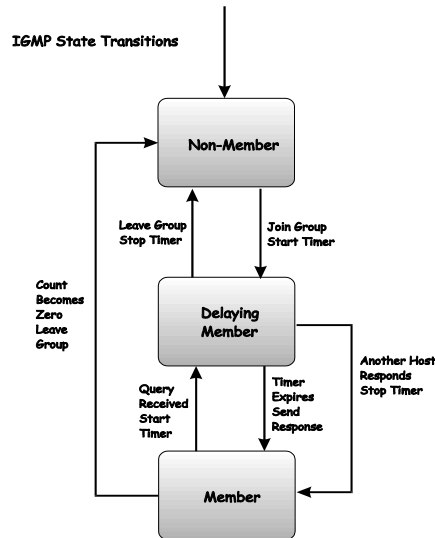 IGMP State Transitions
Non-Member
Leave Group
Stop Timer
Join Group
Start Timer
Count
Becomes
Zero
Leave
Group
Delaying
Member
Another Host
Responds
Stop Timer
Query
Received
Start
Timer
Timer
Expires
Send
Response
Member